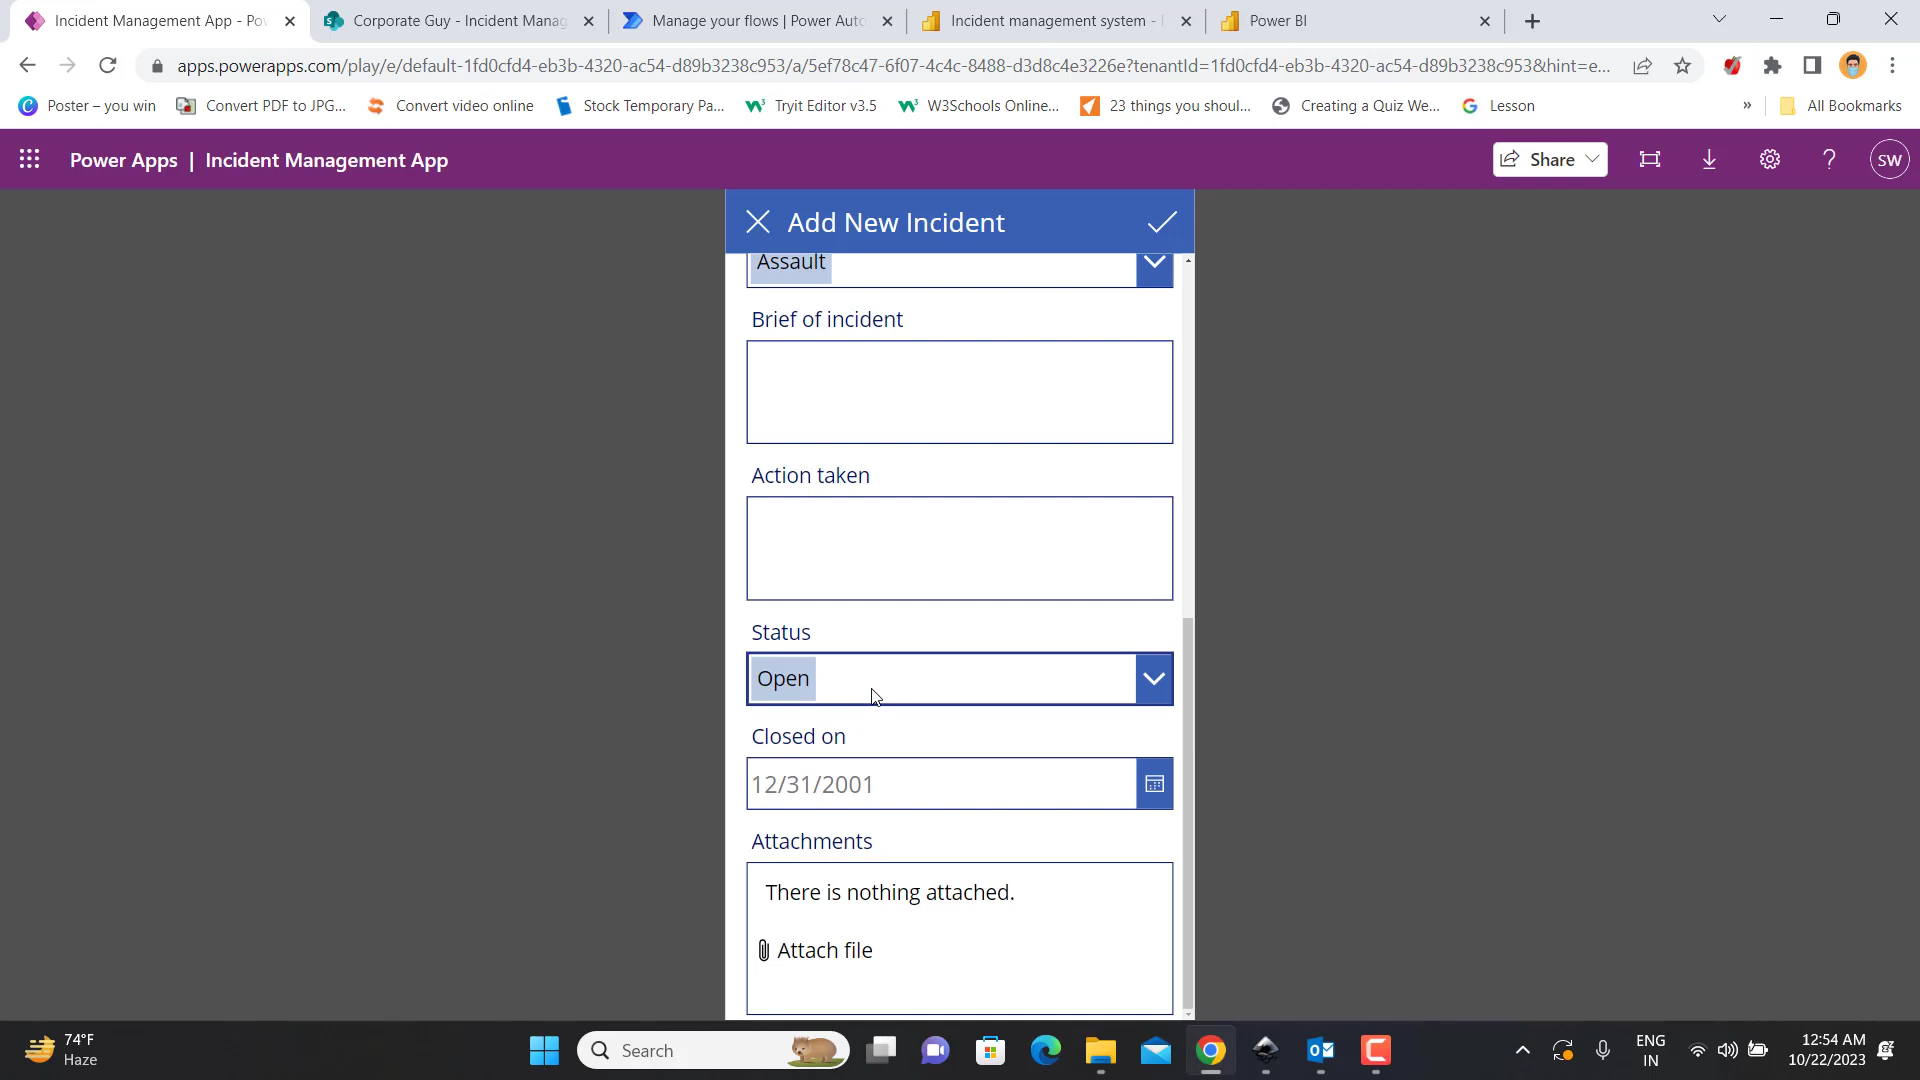 Incident Management App - Pow
Corporate Guy - Incident Manag
Manage your flows | Power Auto
Incident management system -
Power BI
apps.powerapps.com/play/e/default-1fd0cfd4-eb3b-4320-ac54-d89b3238c953/a/5ef78c47-6f07-4c4c-8488-d3d8c4e3226e?tenantId=1fd0cfd4-eb3b-4320-ac54-d89b3238c953&hint=e...
Poster – you win
Convert PDF to JPG...
Convert video online
Stock Temporary Pa...
Tryit Editor v3.5
W3Schools Online...
23 things you shoul...
Creating a Quiz We...
Lesson
»
All Bookmarks
Power Apps | Incident Management App
Share
?
SW
Add New Incident
Assault
Brief of incident
Action taken
Status
Open
Closed on
12/31/2001
Attachments
There is nothing attached.
Attach file
74°F
Haze
Search
ENG
IN
12:54 AM
10/22/2023